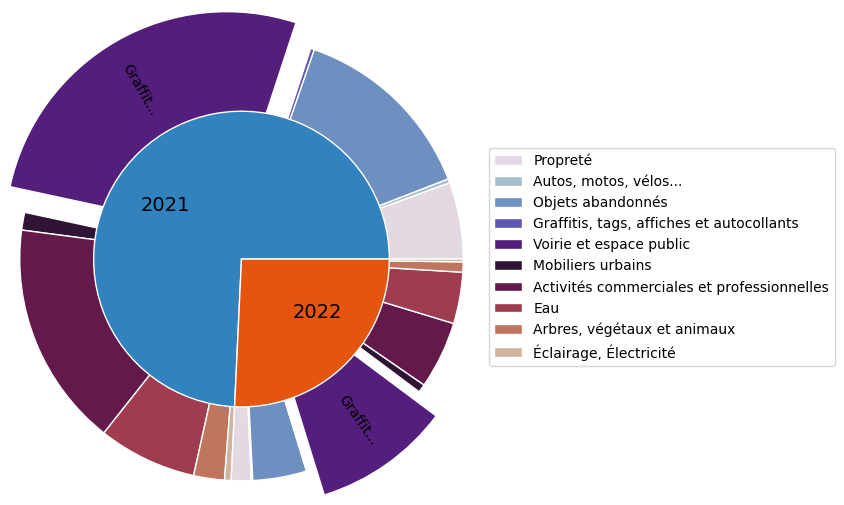 Graffit...
2021
2022
Graffit...
Propreté
Autos, motos, vélos...
Objets abandonnés
Graffitis, tags, affiches et autocollants
Voirie et espace public
Mobiliers urbains
Activités commerciales et professionnelles
Eau
Arbres, végétaux et animaux
Éclairage, Électricité